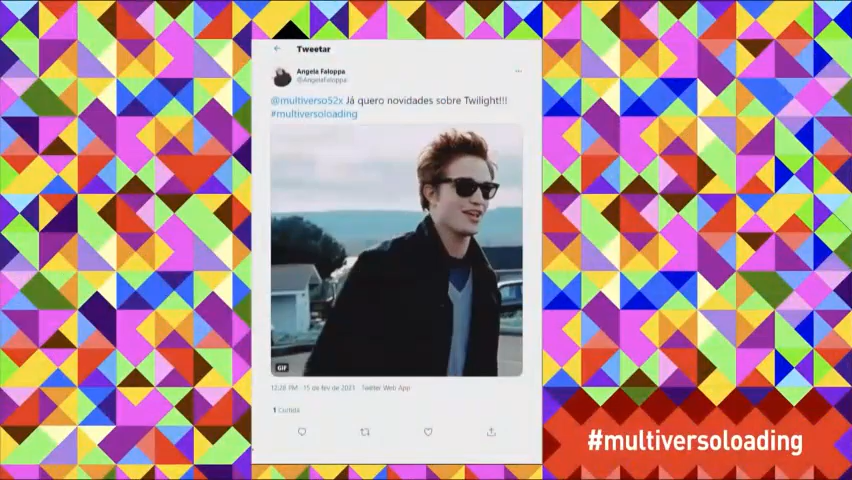 Tweetar
Angela Faloppa
@AngelaFaloppa
@multiverso52x Já quero novidades sobre Twilight!!!
#multiversoloading
GIF
12:28 PM · 15 de fev de 2021 · Twitter Web App
1 Curtida
#multiversoloading